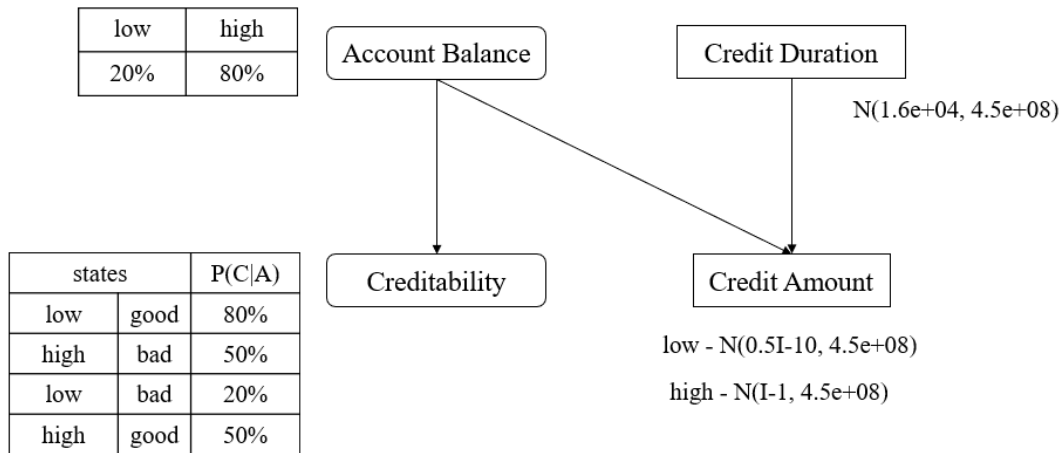 low high
20% 80%
Account Balance
Credit Duration
N(1.6e+04, 4.5e+08)
states P(C|A)
low good 80%
high bad 50%
low bad 20%
high good 50%
Creditability
Credit Amount
low - N(0.5I-10, 4.5e+08)
high - N(I-1, 4.5e+08)